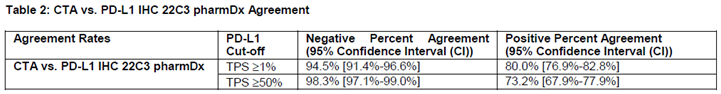 Table 2: CTA vs. PD-L1 IHC 22C3 pharmDx Agreement
Agreement Rates PD-L1 Cut-off Negative Percent Agreement (95% Confidence Interval (CI)) Positive Percent Agreement (95% Confidence Interval (CI))
CTA vs. PD-L1 IHC 22C3 pharmDx TPS ≥1% 94.5% [91.4%-96.6%] 80.0% [76.9%-82.8%]
TPS ≥50% 98.3% [97.1%-99.0%] 73.2% [67.9%-77.9%]